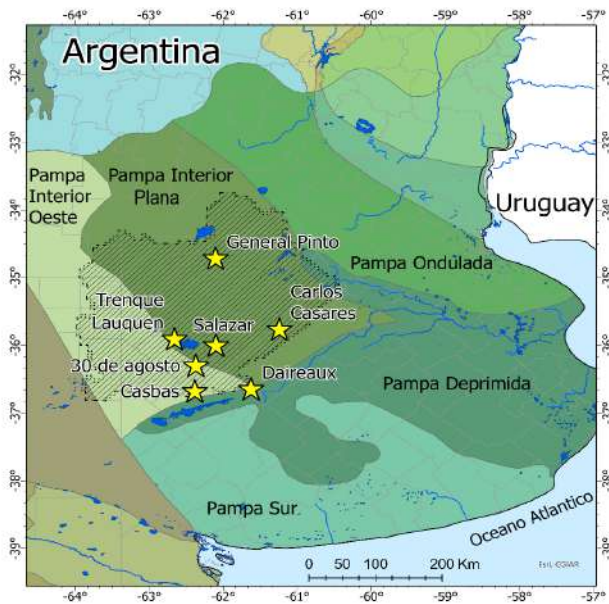 -64° -63° -62° -61° -60° -59° -58° -57°
Argentina
-32°
-33°
Pampa
Interior
Oeste
Pampa Interior
Plana
Uruguay
-34°
General Pinto
Pampa Ondulada
-35°
Trenque
Lauquen
Salazar
Carlos
Casares
-36°
30 de agosto
Casbas
Daireaux
Pampa Deprimida
-37°
-38°
Pampa Sur
Oceano Atlantico
-39°
0 50 100 200 Km
Esri, CGIAR
-64° -63° -62° -61° -60° -59° -58° -57°